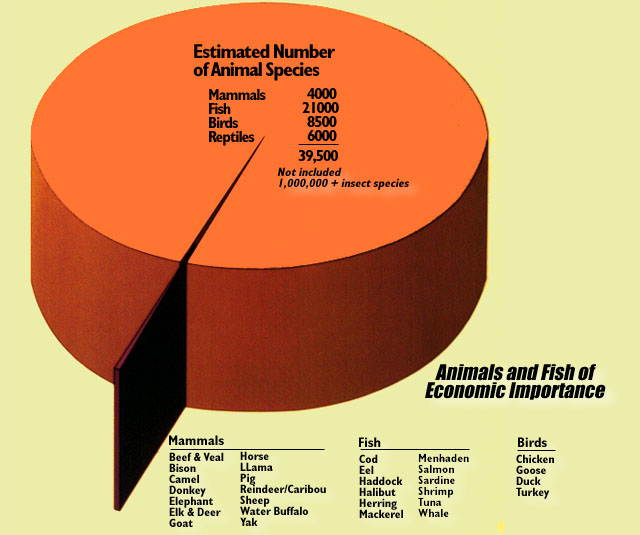 Estimated Number
of Animal Species
Mammals 4000
Fish 21000
Birds 8500
Reptiles 6000
39,500
Not included
1,000,000 + insect species
Animals and Fish of
Economic Importance
Mammals
Beef & Veal
Bison
Camel
Donkey
Elephant
Elk & Deer
Goat
Horse
LLama
Pig
Reindeer/Caribou
Sheep
Water Buffalo
Yak
Fish
Cod
Eel
Haddock
Halibut
Herring
Mackerel
Menhaden
Salmon
Sardine
Shrimp
Tuna
Whale
Birds
Chicken
Goose
Duck
Turkey